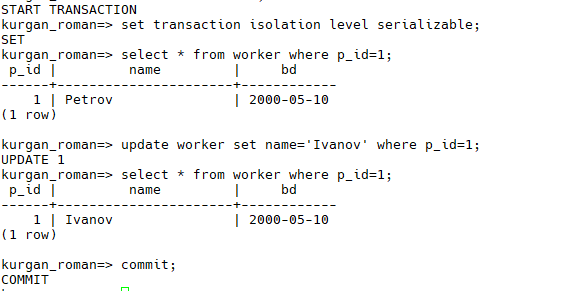 START TRANSACTION
kurgan_roman=> set transaction isolation level serializable;
SET
kurgan_roman=> select * from worker where p_id=1;
 p_id |         name         |     bd
------+----------------------+------------
    1 | Petrov               | 2000-05-10
(1 row)

kurgan_roman=> update worker set name='Ivanov' where p_id=1;
UPDATE 1
kurgan_roman=> select * from worker where p_id=1;
 p_id |         name         |     bd
------+----------------------+------------
    1 | Ivanov               | 2000-05-10
(1 row)

kurgan_roman=> commit;
COMMIT